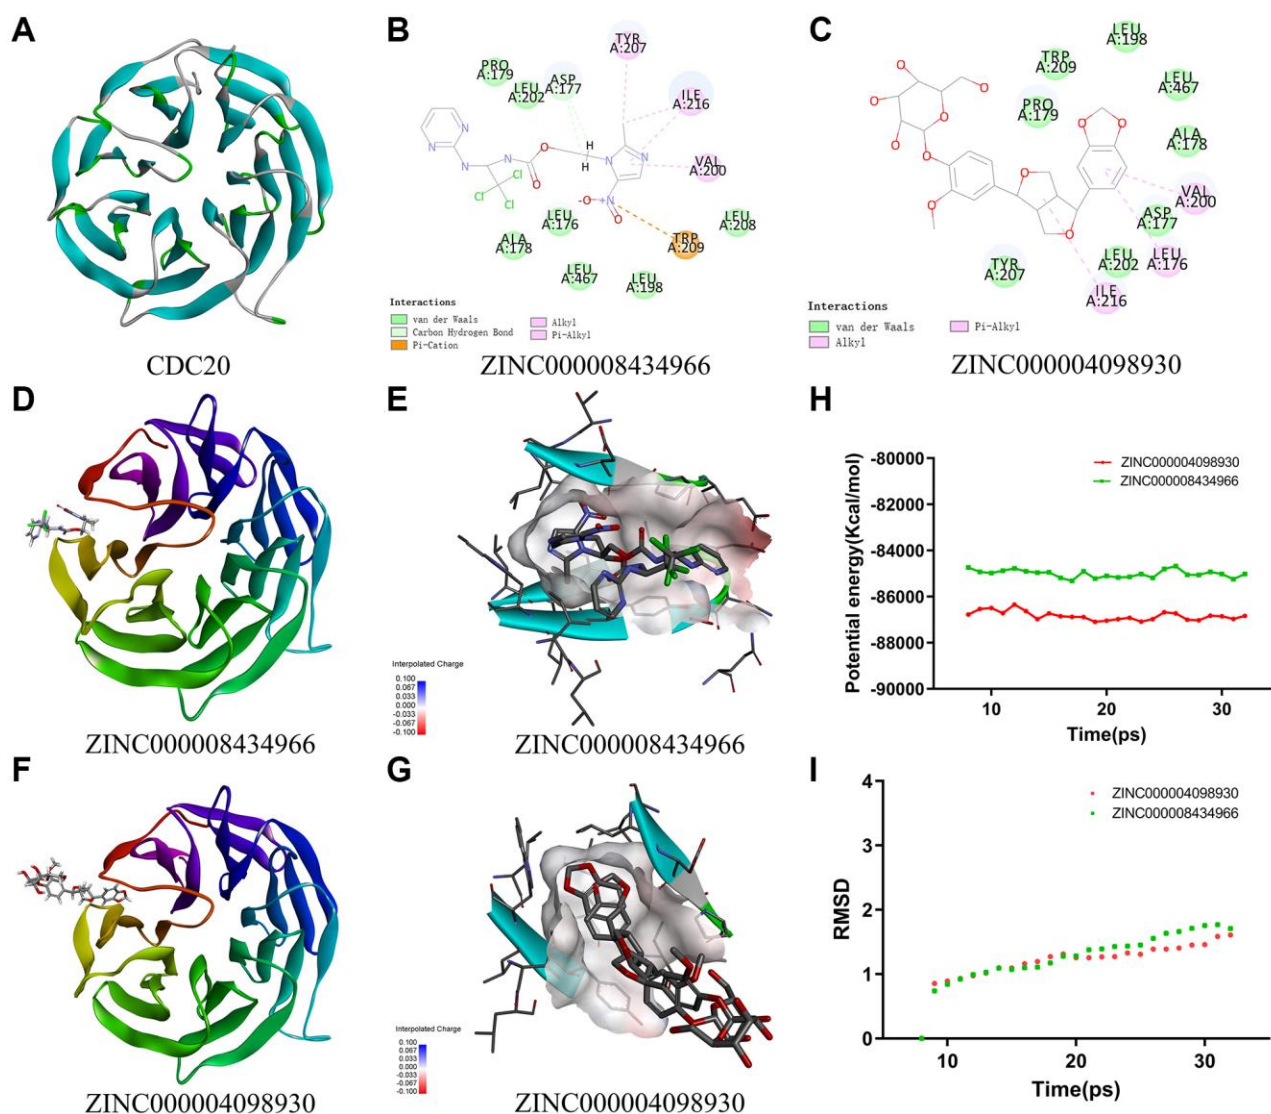 A
CDC20
B
TYR
A:207
PRO
A:179
LEU
A:202
ASP
A:177
ILE
A:216
VAL
A:200
H
H
N
N
N
N
NH
O
O
Cl
Cl
Cl
N
N
N+
-O
O
LEU
A:176
ALA
A:178
LEU
A:467
LEU
A:198
TRP
A:209
LEU
A:208
Interactions
van der Waals
Carbon Hydrogen Bond
Pi-Cation
Alkyl
Pi-Alkyl
ZINC000008434966
C
LEU
A:198
TRP
A:209
LEU
A:467
PRO
A:179
ALA
A:178
VAL
A:200
ASP
A:177
LEU
A:202
LEU
A:176
TYR
A:207
ILE
A:216
O
O
O
O
O
O
O
O
O
O
O
Interactions
van der Waals
Alkyl
Pi-Alkyl
ZINC000004098930
D
ZINC000008434966
E
Interpolated Charge
0.100
0.067
0.033
0.000
-0.033
-0.067
-0.100
ZINC000008434966
H
Potential energy(Kcal/mol)
-80000
-82000
-84000
-86000
-88000
-90000
10
20
30
Time(ps)
ZINC000004098930
ZINC000008434966
F
ZINC000004098930
G
Interpolated Charge
0.100
0.067
0.033
0.000
-0.033
-0.067
-0.100
ZINC000004098930
I
RMSD
4
3
2
1
0
10
20
30
Time(ps)
ZINC000004098930
ZINC000008434966